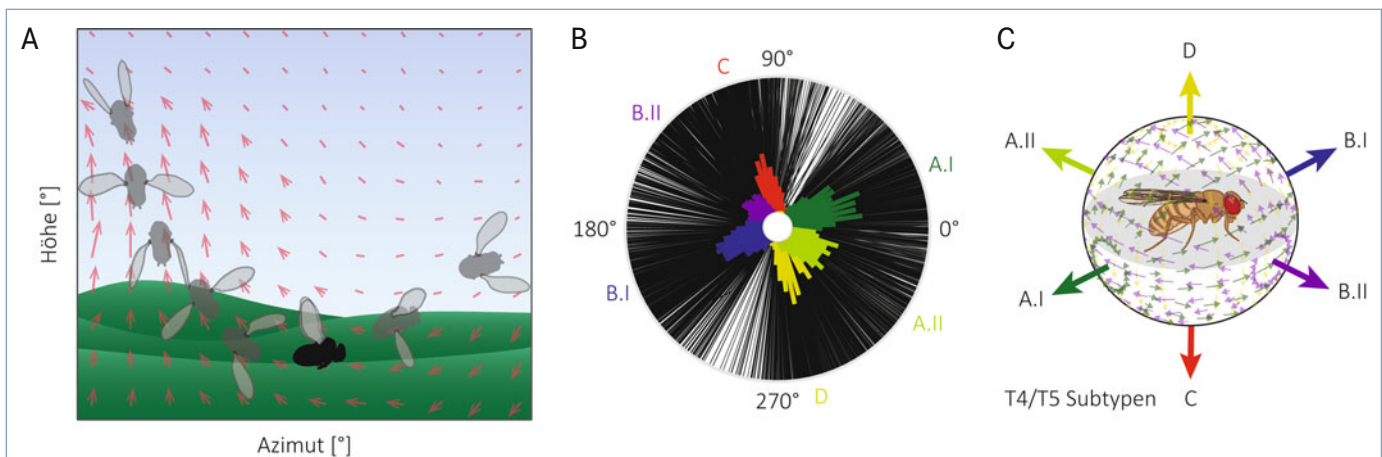 A
Höhe [°]
Azimut [°]
B
90°
C
B.II
A.I
180°
0°
B.I
A.II
270°
D
C
D
A.II
B.I
A.I
B.II
T4/T5 Subtypen
C